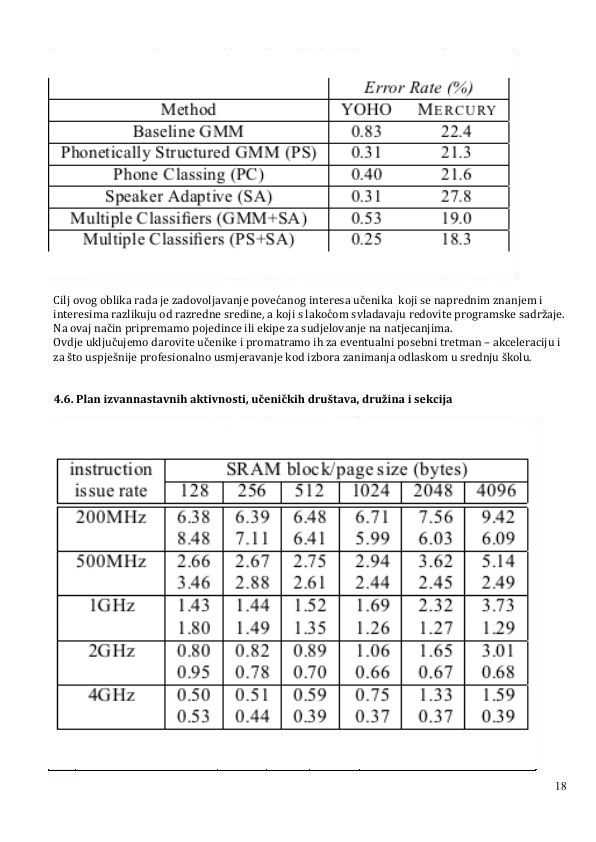 Error Rate (%)
Method YOHO MERCURY
Baseline GMM 0.83 22.4
Phonetically Structured GMM (PS) 0.31 21.3
Phone Classing (PC) 0.40 21.6
Speaker Adaptive (SA) 0.31 27.8
Multiple Classifiers (GMM+SA) 0.53 19.0
Multiple Classifiers (PS+SA) 0.25 18.3
Cilj ovog oblika rada je zadovoljavanje povećanog interesa učenika koji se naprednim znanjem i
interesima razlikuju od razredne sredine, a koji s lakoćom svladavaju redovite programske sadržaje.
Na ovaj način pripremamo pojedince ili ekipe za sudjelovanje na natjecanjima.
Ovdje uključujemo darovite učenike i promatramo ih za eventualni posebni tretman – akceleraciju i
za što uspješnije profesionalno usmjeravanje kod izbora zanimanja odlaskom u srednju školu.
4.6. Plan izvannastavnih aktivnosti, učeničkih društava, družina i sekcija
instruction SRAM block/page size (bytes)
issue rate 128 256 512 1024 2048 4096
200MHz 6.38 6.39 6.48 6.71 7.56 9.42
8.48 7.11 6.41 5.99 6.03 6.09
500MHz 2.66 2.67 2.75 2.94 3.62 5.14
3.46 2.88 2.61 2.44 2.45 2.49
1GHz 1.43 1.44 1.52 1.69 2.32 3.73
1.80 1.49 1.35 1.26 1.27 1.29
2GHz 0.80 0.82 0.89 1.06 1.65 3.01
0.95 0.78 0.70 0.66 0.67 0.68
4GHz 0.50 0.51 0.59 0.75 1.33 1.59
0.53 0.44 0.39 0.37 0.37 0.39
18